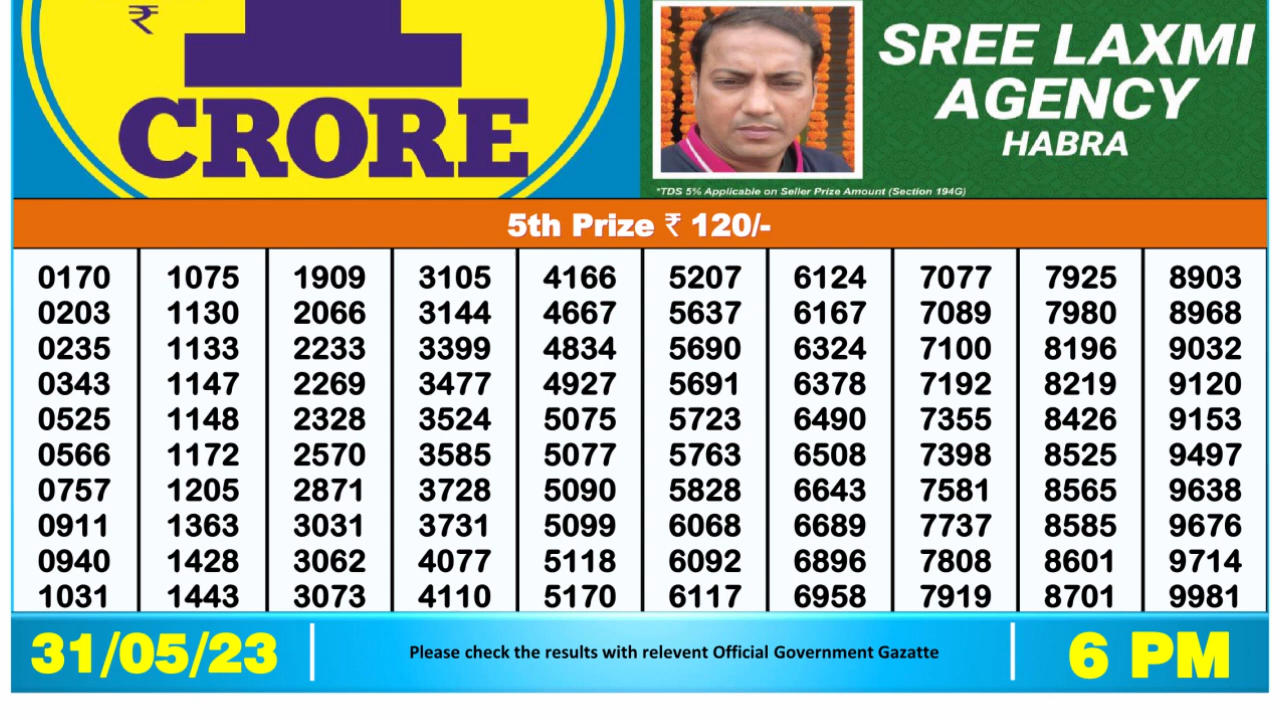 ₹
1
CRORE
SREE LAXMI
AGENCY
HABRA
*TDS 5% Applicable on Seller Prize Amount (Section 194G)
5th Prize ₹ 120/-
0170 1075 1909 3105 4166 5207 6124 7077 7925 8903
0203 1130 2066 3144 4667 5637 6167 7089 7980 8968
0235 1133 2233 3399 4834 5690 6324 7100 8196 9032
0343 1147 2269 3477 4927 5691 6378 7192 8219 9120
0525 1148 2328 3524 5075 5723 6490 7355 8426 9153
0566 1172 2570 3585 5077 5763 6508 7398 8525 9497
0757 1205 2871 3728 5090 5828 6643 7581 8565 9638
0911 1363 3031 3731 5099 6068 6689 7737 8585 9676
0940 1428 3062 4077 5118 6092 6896 7808 8601 9714
1031 1443 3073 4110 5170 6117 6958 7919 8701 9981
31/05/23
Please check the results with relevent Official Government Gazatte
6 PM